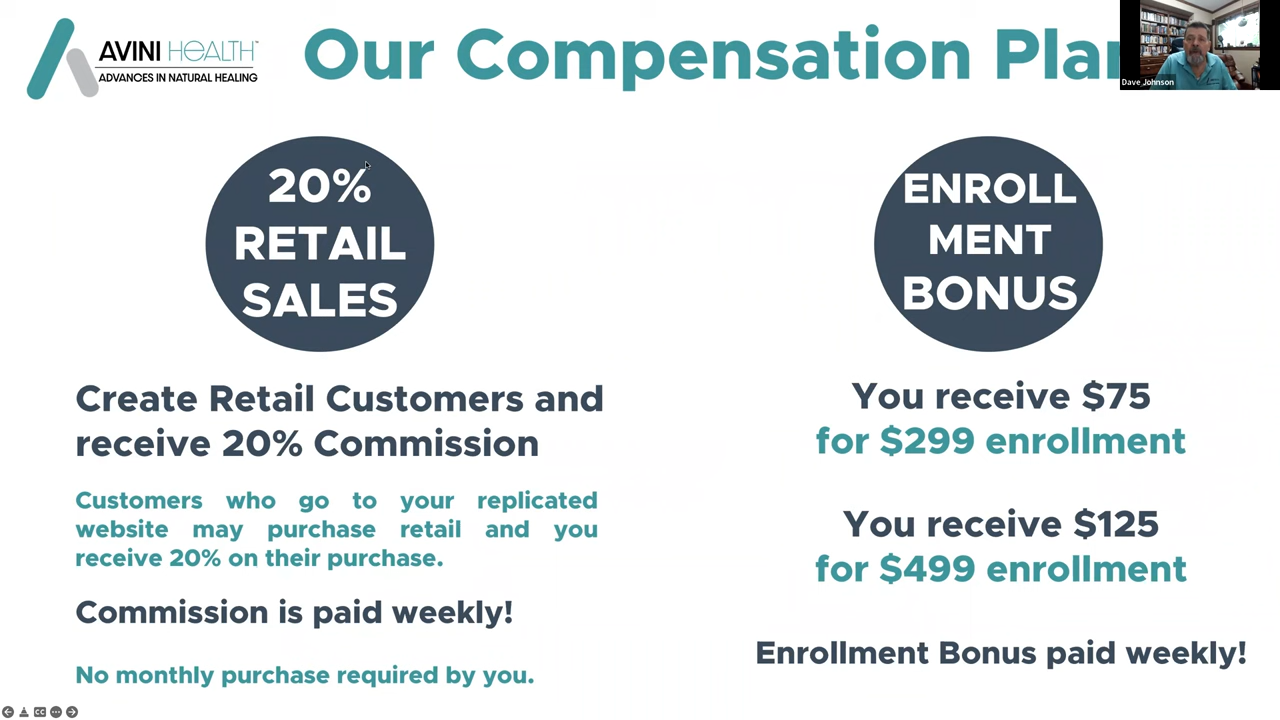 AVINI HEALTH™
ADVANCES IN NATURAL HEALING
Our Compensation Plan
Dave Johnson
20%
RETAIL
SALES
Create Retail Customers and
receive 20% Commission
Customers who go to your replicated
website may purchase retail and you
receive 20% on their purchase.
Commission is paid weekly!
No monthly purchase required by you.
ENROLL
MENT
BONUS
You receive $75
for $299 enrollment
You receive $125
for $499 enrollment
Enrollment Bonus paid weekly!
CC